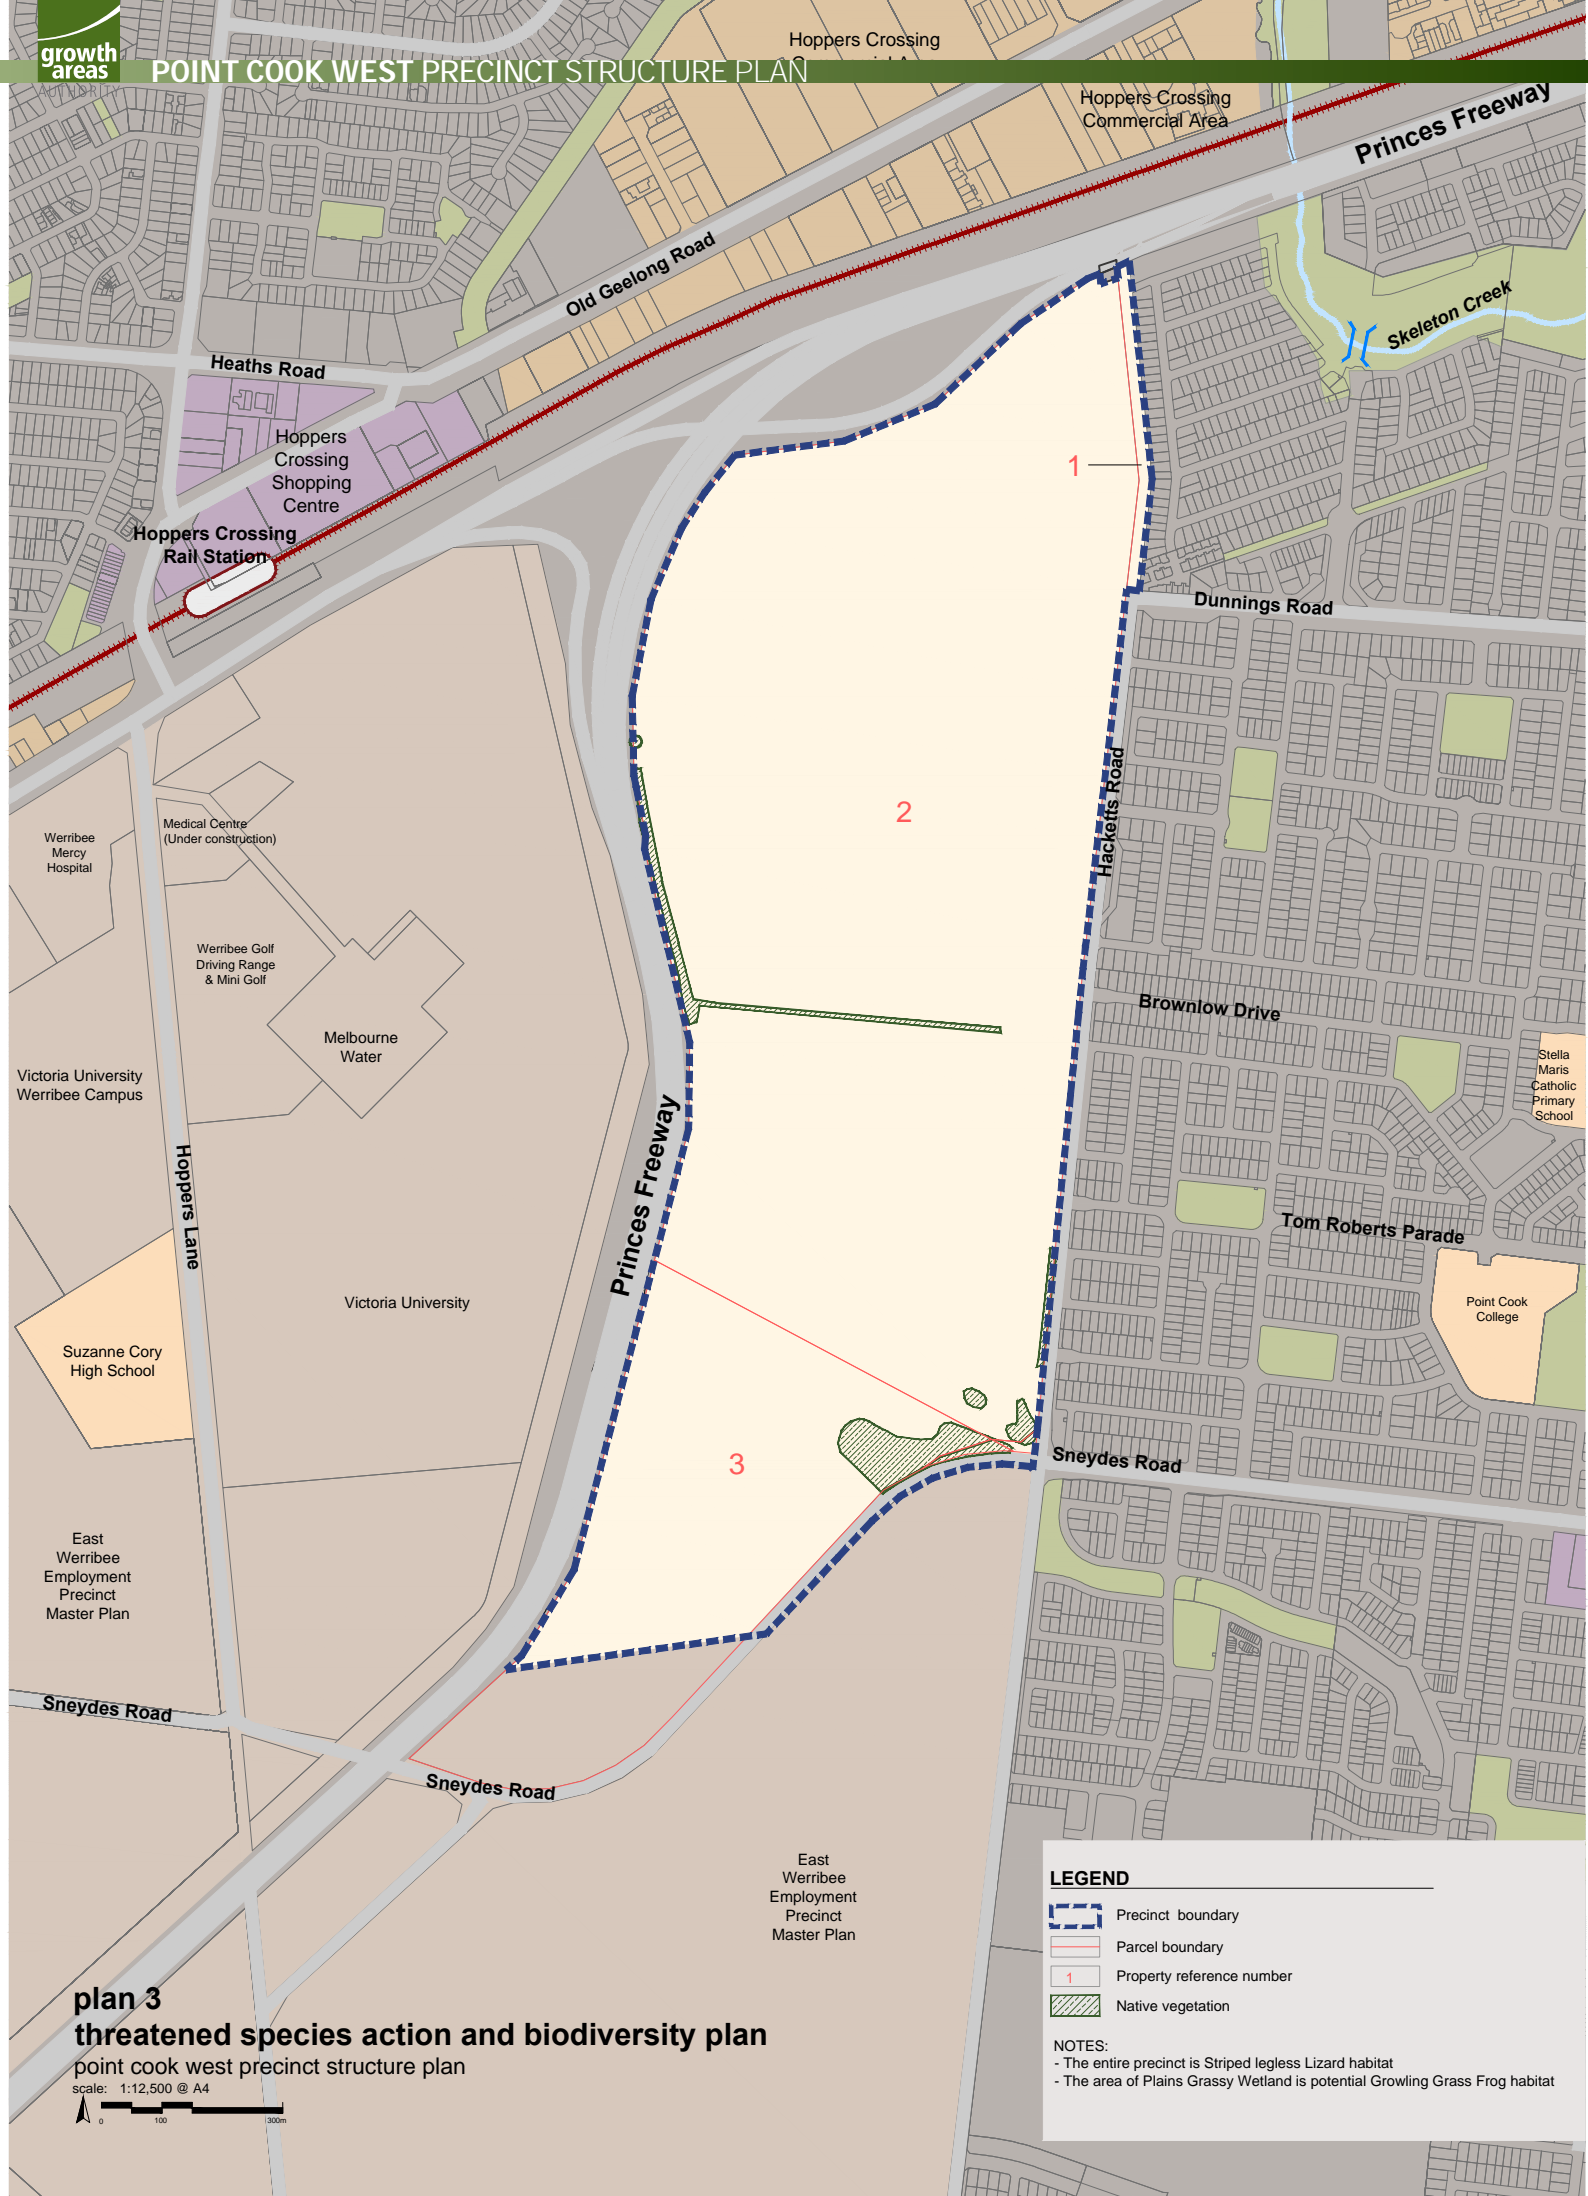 growth
areas
AUTHORITY
POINT COOK WEST PRECINCT STRUCTURE PLAN
Hoppers Crossing
Commercial Area
Hoppers Crossing
Commercial Area
Princes Freeway
Old Geelong Road
Skeleton Creek
Heaths Road
Hoppers
Crossing
Shopping
Centre
1
Hoppers Crossing
Rail Station
Dunnings Road
Hacketts Road
2
Medical Centre
(Under construction)
Werribee
Mercy
Hospital
Werribee Golf
Driving Range
& Mini Golf
Brownlow Drive
Melbourne
Water
Stella
Maris
Catholic
Primary
School
Victoria University
Werribee Campus
Princes Freeway
Hoppers Lane
Tom Roberts Parade
Victoria University
Point Cook
College
Suzanne Cory
High School
3
Sneydes Road
East
Werribee
Employment
Precinct
Master Plan
Sneydes Road
Sneydes Road
East
Werribee
Employment
Precinct
Master Plan
LEGEND
Precinct boundary
Parcel boundary
1 Property reference number
Native vegetation
NOTES:
- The entire precinct is Striped legless Lizard habitat
- The area of Plains Grassy Wetland is potential Growling Grass Frog habitat
plan 3
threatened species action and biodiversity plan
point cook west precinct structure plan
scale: 1:12,500 @ A4
0 100 300m